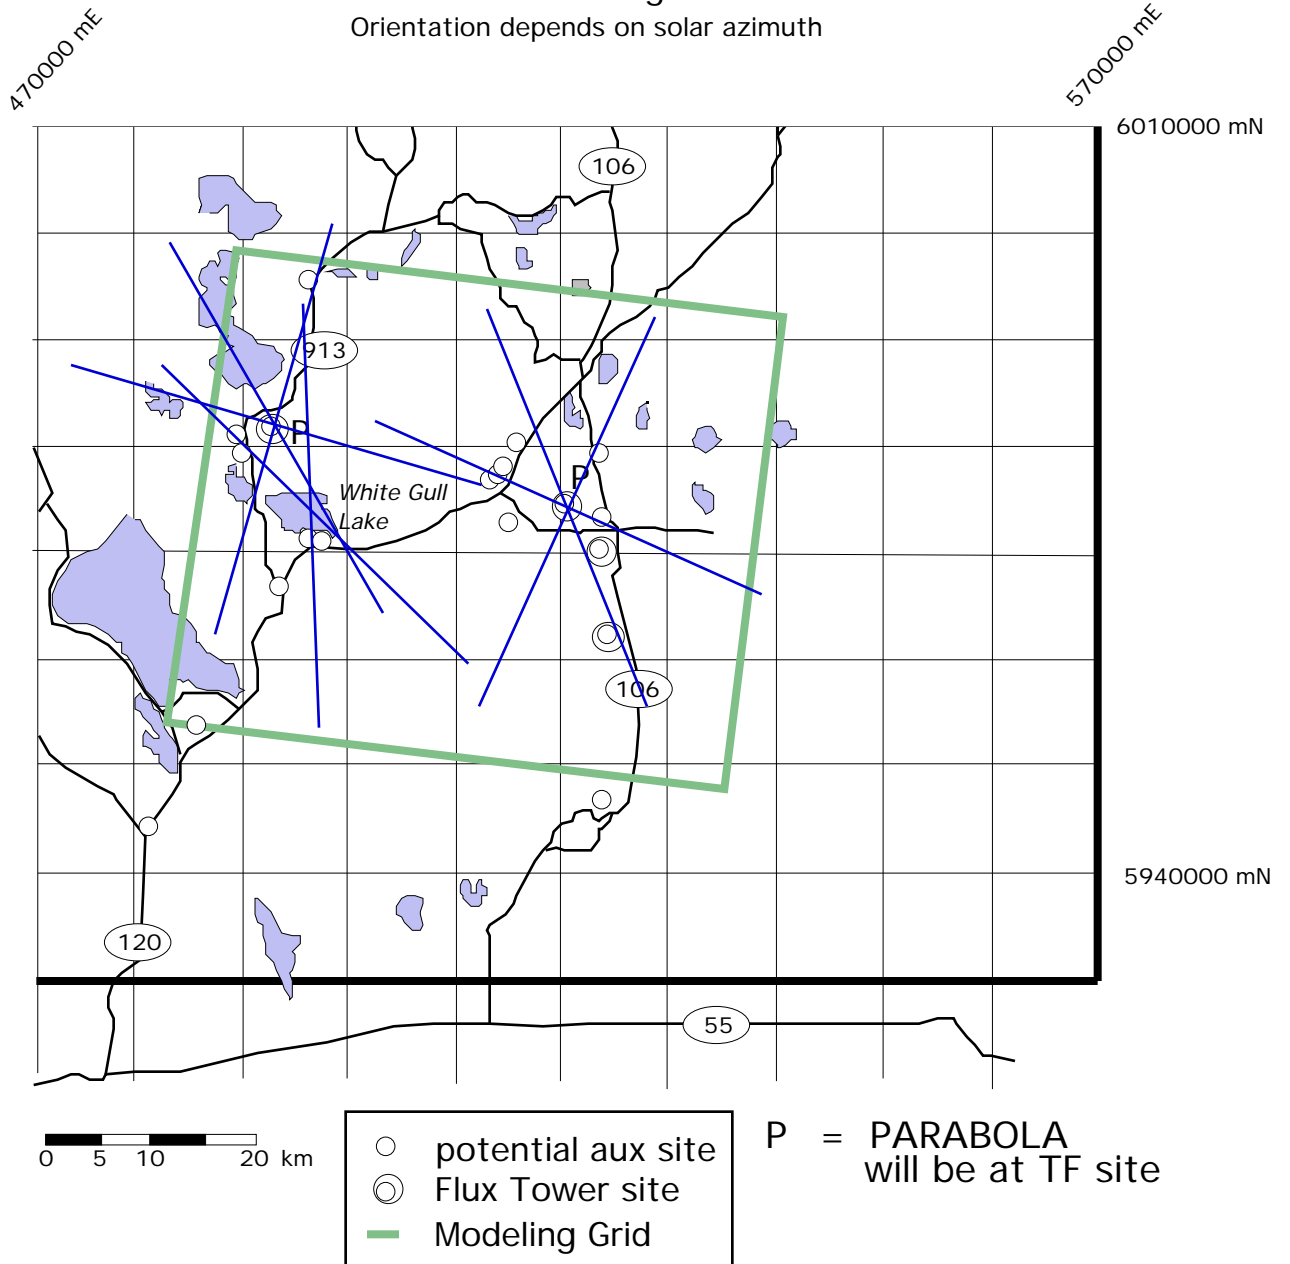 Orientation depends on solar azimuth
470000 mE
570000 mE
6010000 mN
106
913
P
P
White Gull
Lake
106
5940000 mN
120
55
0 5 10 20 km
potential aux site
Flux Tower site
Modeling Grid
P = PARABOLA
will be at TF site